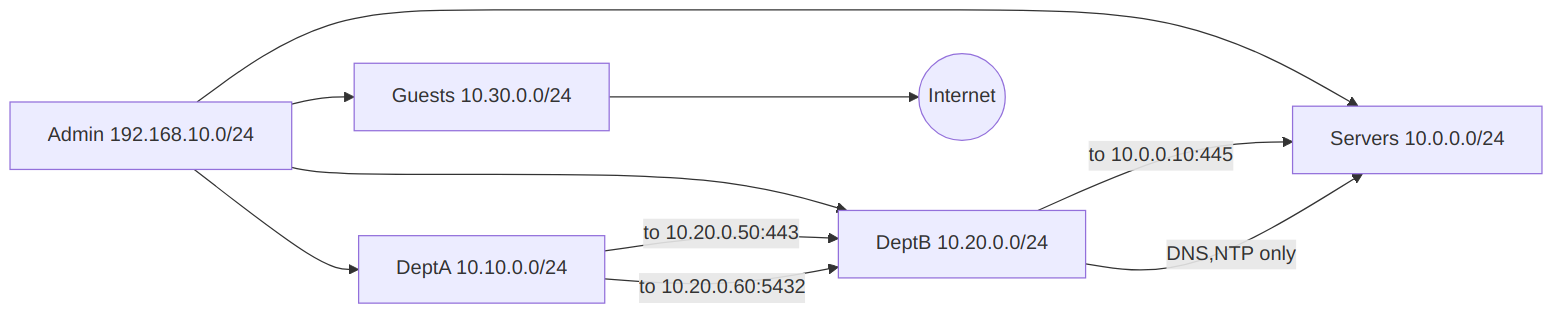 Admin 192.168.10.0/24
Guests 10.30.0.0/24
Internet
Servers 10.0.0.0/24
to 10.0.0.10:445
DeptA 10.10.0.0/24
to 10.20.0.50:443
to 10.20.0.60:5432
DeptB 10.20.0.0/24
DNS,NTP only